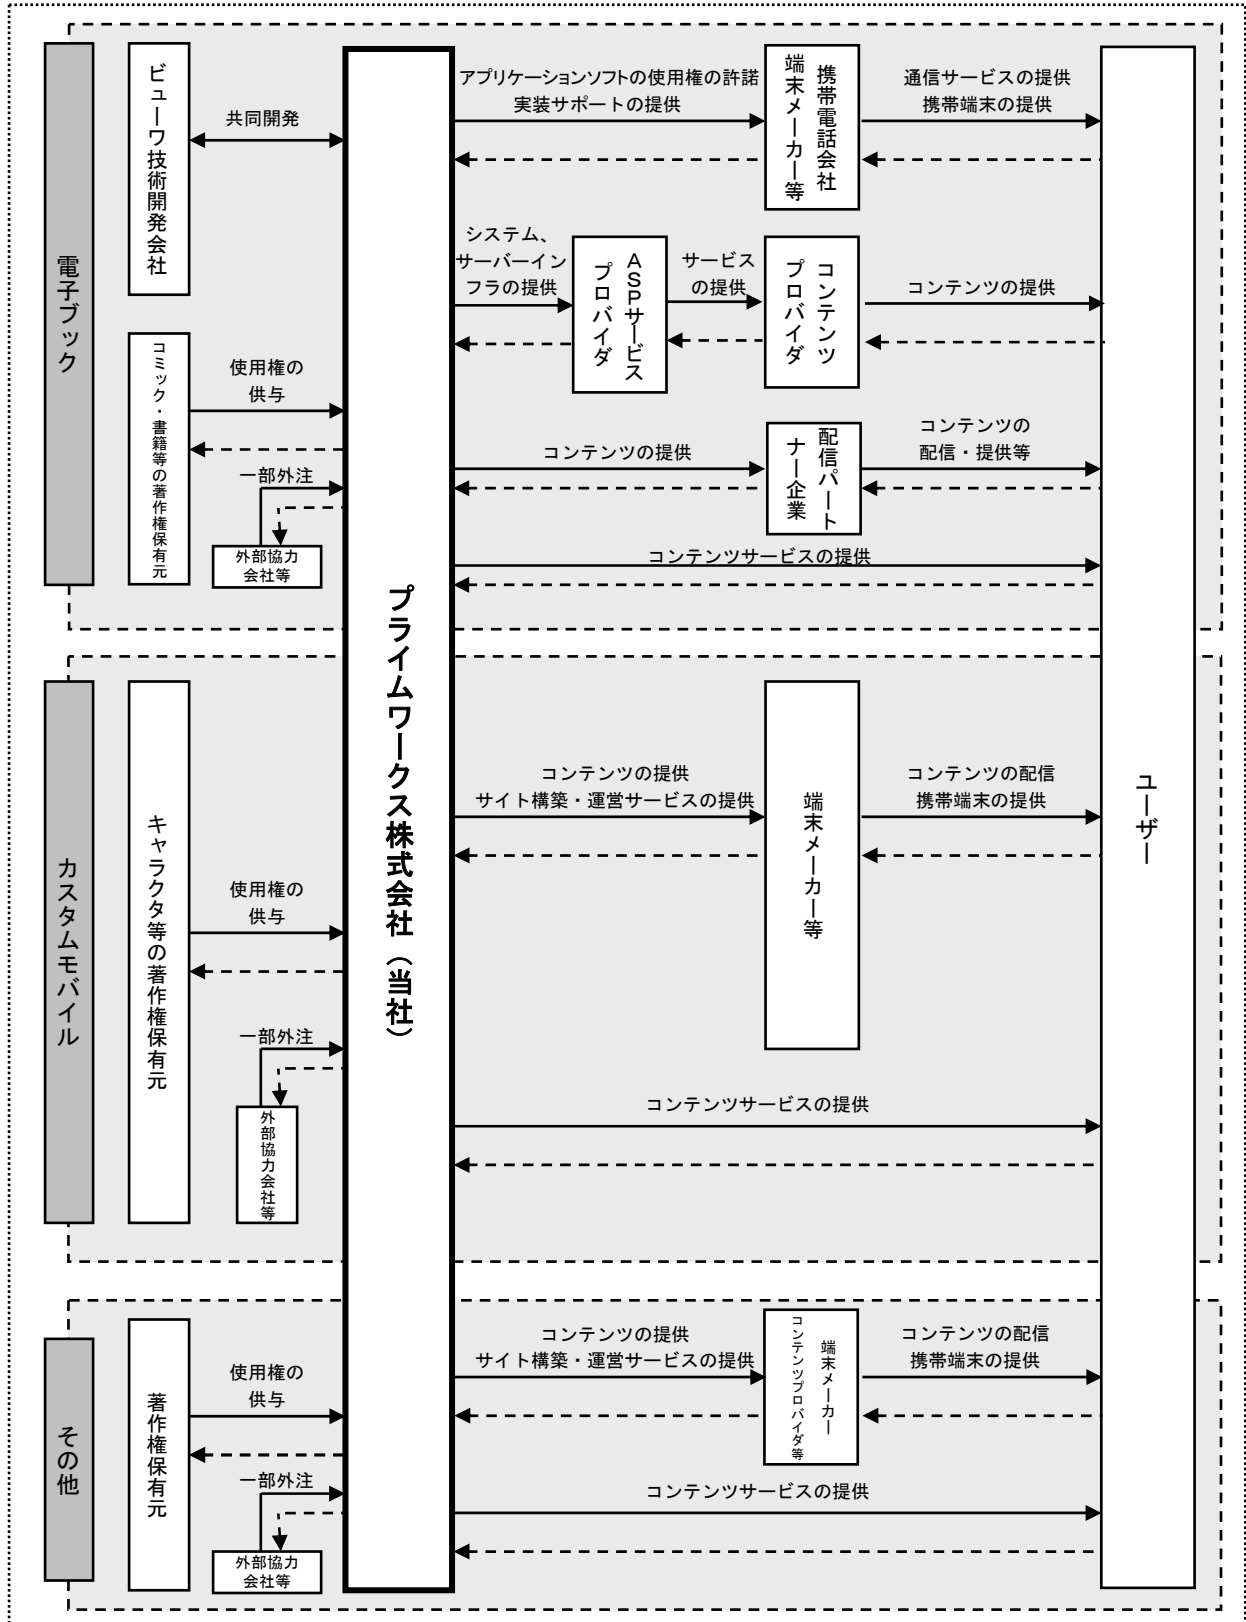 電子ブック
ビューワ技術開発会社
共同開発
コミック・書籍等の著作権保有元
使用権の
供与
一部外注
外部協力
会社等
プライムワークス株式会社(当社)
アプリケーションソフトの使用権の許諾
実装サポートの提供
携帯電話会社
端末メーカー等
通信サービスの提供
携帯端末の提供
システム、
サーバーイン
フラの提供
ASPサービス
プロバイダ
サービス
の提供
コンテンツ
プロバイダ
コンテンツの提供
コンテンツの提供
配信パート
ナー企業
コンテンツの
配信・提供等
コンテンツサービスの提供
ユーザー
カスタムモバイル
キャラクタ等の著作権保有元
使用権の
供与
一部外注
外部協力会社等
コンテンツの提供
サイト構築・運営サービスの提供
端末メーカー等
コンテンツの配信
携帯端末の提供
コンテンツサービスの提供
その他
著作権保有元
使用権の
供与
一部外注
外部協力
会社等
コンテンツの提供
サイト構築・運営サービスの提供
端末メーカー
コンテンツプロバイダ等
コンテンツの配信
携帯端末の提供
コンテンツサービスの提供